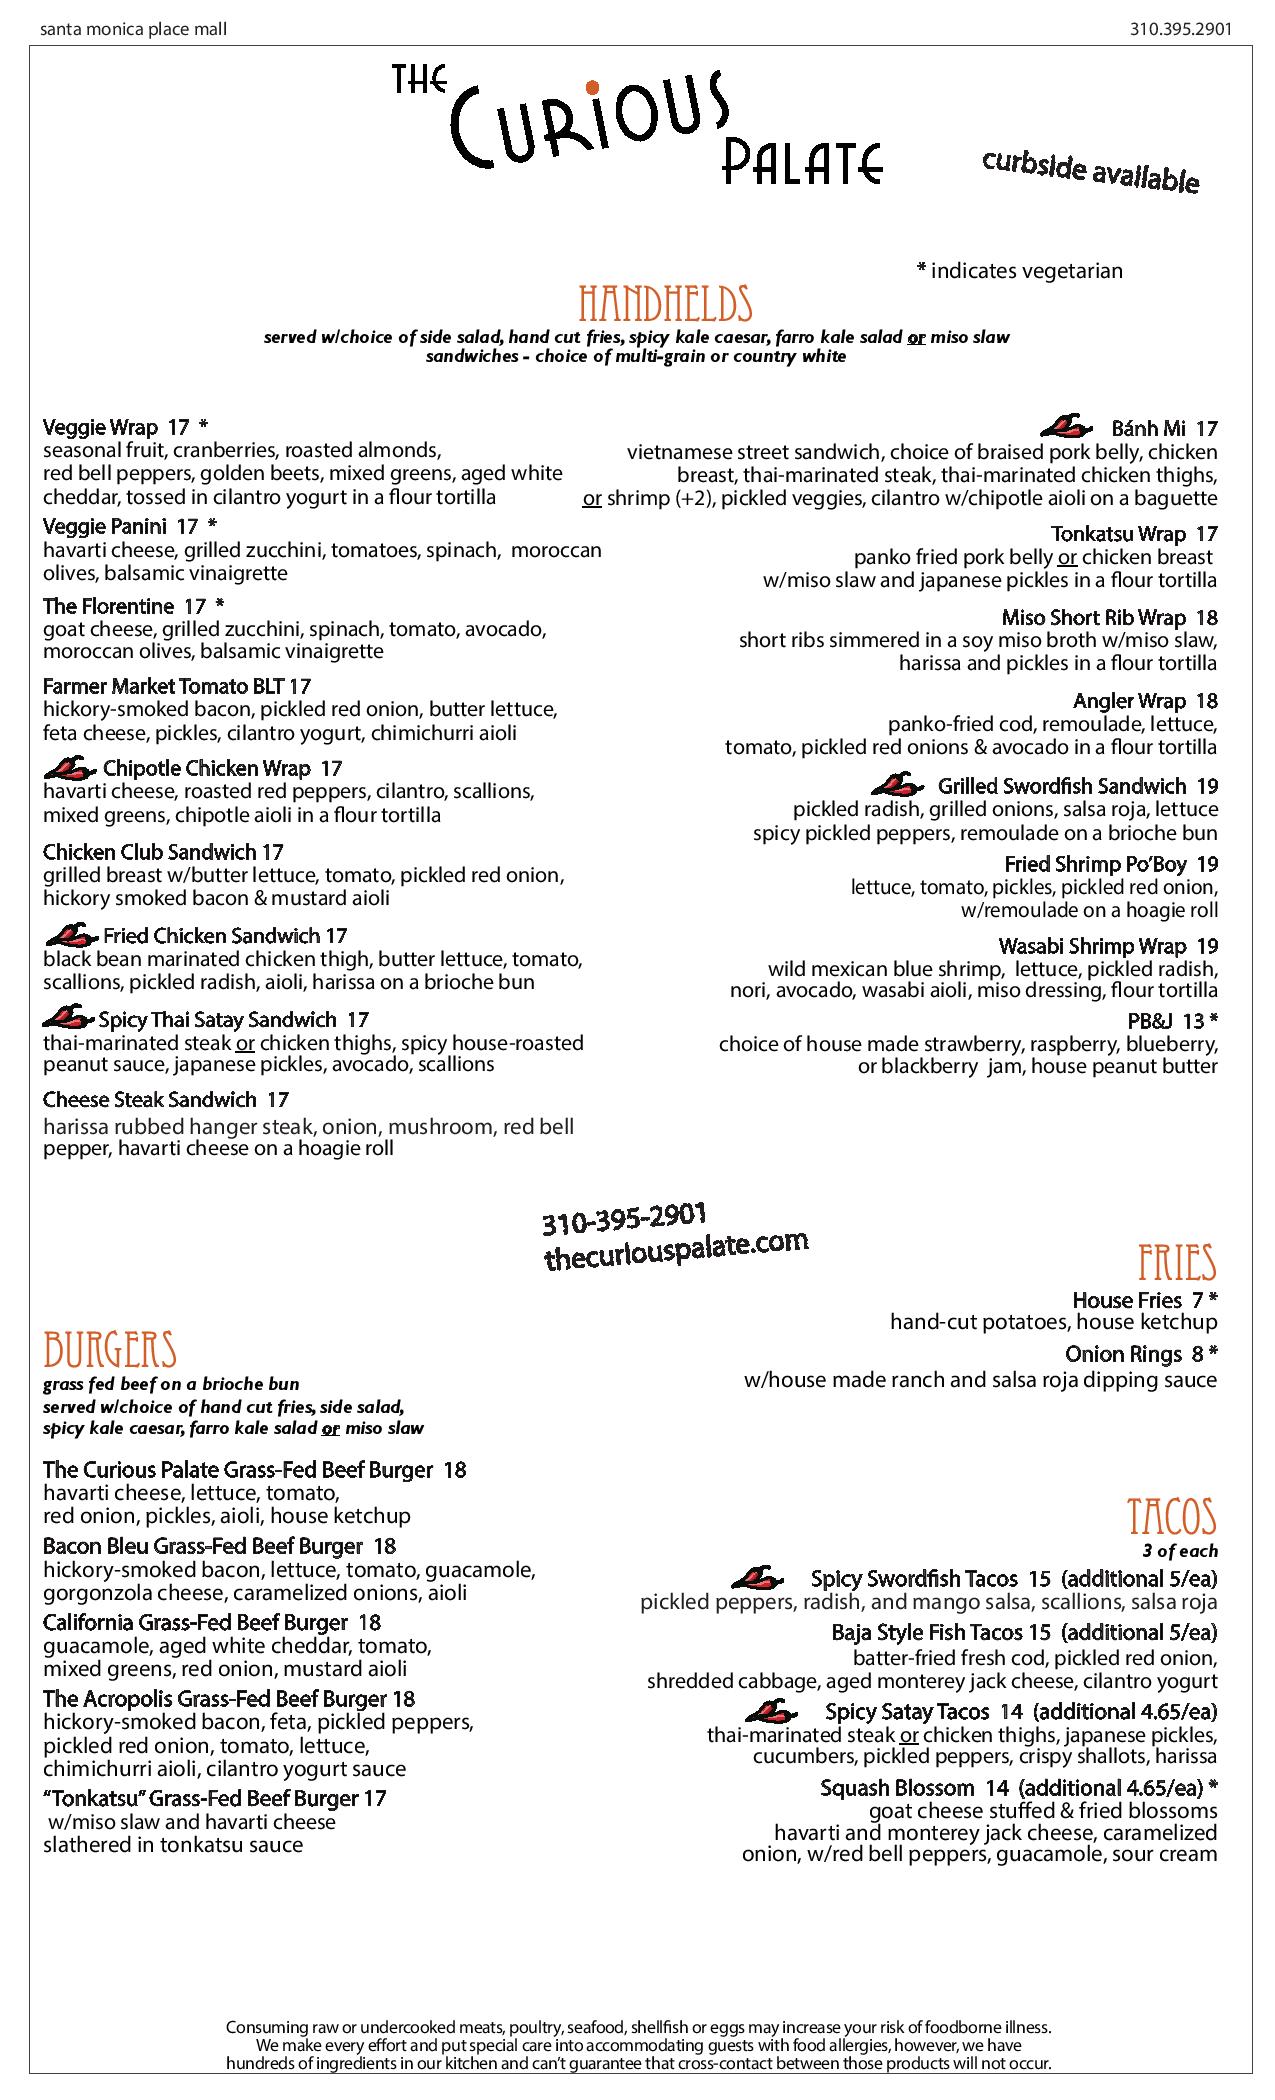 santa monica place mall
310.395.2901
THE
CURIOUS
PALATE
curbside available
* indicates vegetarian
HANDHELDS
served w/choice of side salad, hand cut fries, spicy kale caesar, farro kale salad or miso slaw
sandwiches - choice of multi-grain or country white
Veggie Wrap 17 *
seasonal fruit, cranberries, roasted almonds,
red bell peppers, golden beets, mixed greens, aged white
cheddar, tossed in cilantro yogurt in a flour tortilla
Veggie Panini 17 *
havarti cheese, grilled zucchini, tomatoes, spinach, moroccan
olives, balsamic vinaigrette
The Florentine 17 *
goat cheese, grilled zucchini, spinach, tomato, avocado,
moroccan olives, balsamic vinaigrette
Farmer Market Tomato BLT 17
hickory-smoked bacon, pickled red onion, butter lettuce,
feta cheese, pickles, cilantro yogurt, chimichurri aioli
Chipotle Chicken Wrap 17
havarti cheese, roasted red peppers, cilantro, scallions,
mixed greens, chipotle aioli in a flour tortilla
Chicken Club Sandwich 17
grilled breast w/butter lettuce, tomato, pickled red onion,
hickory smoked bacon & mustard aioli
Fried Chicken Sandwich 17
black bean marinated chicken thigh, butter lettuce, tomato,
scallions, pickled radish, aioli, harissa on a brioche bun
Spicy Thai Satay Sandwich 17
thai-marinated steak or chicken thighs, spicy house-roasted
peanut sauce, japanese pickles, avocado, scallions
Cheese Steak Sandwich 17
harissa rubbed hanger steak, onion, mushroom, red bell
pepper, havarti cheese on a hoagie roll
Bánh Mi 17
vietnamese street sandwich, choice of braised pork belly, chicken
breast, thai-marinated steak, thai-marinated chicken thighs,
or shrimp (+2), pickled veggies, cilantro w/chipotle aioli on a baguette
Tonkatsu Wrap 17
panko fried pork belly or chicken breast
w/miso slaw and japanese pickles in a flour tortilla
Miso Short Rib Wrap 18
short ribs simmered in a soy miso broth w/miso slaw,
harissa and pickles in a flour tortilla
Angler Wrap 18
panko-fried cod, remoulade, lettuce,
tomato, pickled red onions & avocado in a flour tortilla
Grilled Swordfish Sandwich 19
pickled radish, grilled onions, salsa roja, lettuce
spicy pickled peppers, remoulade on a brioche bun
Fried Shrimp Po'Boy 19
lettuce, tomato, pickles, pickled red onion,
w/remoulade on a hoagie roll
Wasabi Shrimp Wrap 19
wild mexican blue shrimp, lettuce, pickled radish,
nori, avocado, wasabi aioli, miso dressing, flour tortilla
PB&J 13 *
choice of house made strawberry, raspberry, blueberry,
or blackberry jam, house peanut butter
310-395-2901
thecuriouspalate.com
FRIES
House Fries 7 *
hand-cut potatoes, house ketchup
Onion Rings 8 *
w/house made ranch and salsa roja dipping sauce
BURGERS
grass fed beef on a brioche bun
served w/choice of hand cut fries, side salad,
spicy kale caesar, farro kale salad or miso slaw
The Curious Palate Grass-Fed Beef Burger 18
havarti cheese, lettuce, tomato,
red onion, pickles, aioli, house ketchup
Bacon Bleu Grass-Fed Beef Burger 18
hickory-smoked bacon, lettuce, tomato, guacamole,
gorgonzola cheese, caramelized onions, aioli
California Grass-Fed Beef Burger 18
guacamole, aged white cheddar, tomato,
mixed greens, red onion, mustard aioli
The Acropolis Grass-Fed Beef Burger 18
hickory-smoked bacon, feta, pickled peppers,
pickled red onion, tomato, lettuce,
chimichurri aioli, cilantro yogurt sauce
“Tonkatsu” Grass-Fed Beef Burger 17
w/miso slaw and havarti cheese
slathered in tonkatsu sauce
TACOS
3 of each
Spicy Swordfish Tacos 15 (additional 5/ea)
pickled peppers, radish, and mango salsa, scallions, salsa roja
Baja Style Fish Tacos 15 (additional 5/ea)
batter-fried fresh cod, pickled red onion,
shredded cabbage, aged monterey jack cheese, cilantro yogurt
Spicy Satay Tacos 14 (additional 4.65/ea)
thai-marinated steak or chicken thighs, japanese pickles,
cucumbers, pickled peppers, crispy shallots, harissa
Squash Blossom 14 (additional 4.65/ea) *
goat cheese stuffed & fried blossoms
havarti and monterey jack cheese, caramelized
onion, w/red bell peppers, guacamole, sour cream
Consuming raw or undercooked meats, poultry, seafood, shellfish or eggs may increase your risk of foodborne illness.
We make every effort and put special care into accommodating guests with food allergies, however, we have
hundreds of ingredients in our kitchen and can't guarantee that cross-contact between those products will not occur.